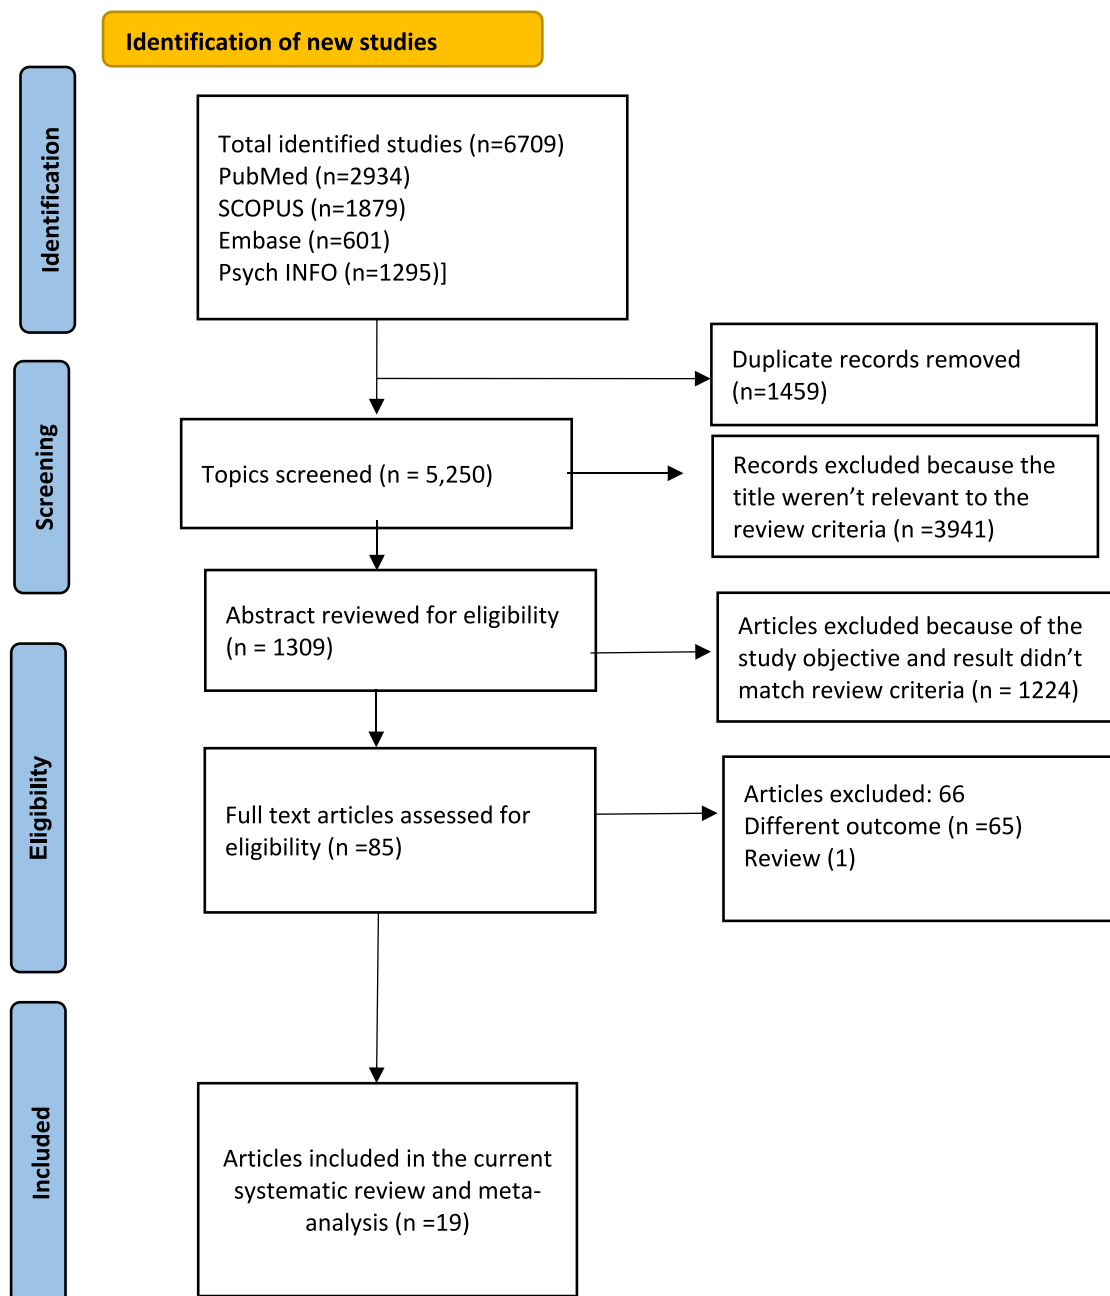 Identification of new studies
Identification
Total identified studies (n=6709)
PubMed (n=2934)
SCOPUS (n=1879)
Embase (n=601)
Psych INFO (n=1295)]
Duplicate records removed
(n=1459)
Screening
Topics screened (n = 5,250)
Records excluded because the
title weren’t relevant to the
review criteria (n =3941)
Abstract reviewed for eligibility
(n = 1309)
Articles excluded because of the
study objective and result didn’t
match review criteria (n = 1224)
Eligibility
Full text articles assessed for
eligibility (n =85)
Articles excluded: 66
Different outcome (n =65)
Review (1)
Included
Articles included in the current
systematic review and meta-
analysis (n =19)